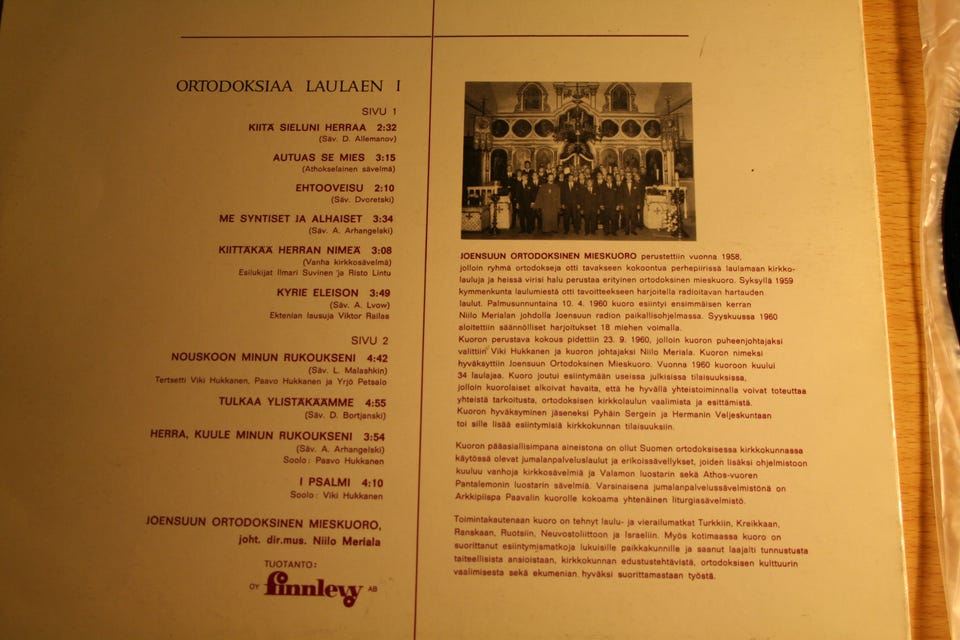 ORTODOKSIAA LAULAEN I
SIVU 1
KIITÄ SIELUNI HERRAA 2:32
(Säv. D. Allemanov)
AUTUAS SE MIES 3:15
(Athokselainen sävelmä)
EHTOOVEISU 2:10
(Säv. Dvoretski)
ME SYNTISET JA ALHAISET 3:34
(Säv. A. Arhangelski)
KIITTÄKÄÄ HERRAN NIMEÄ 3:08
(Vanha kirkkosävelmä)
Esilukijat Ilmari Suvinen ja Risto Lintu
KYRIE ELEISON 3:49
(Säv. A. Lvow)
Ektenian lausuja Viktor Railas
SIVU 2
NOUSKOON MINUN RUKOUKSENI 4:42
(Säv. L. Malashkin)
Tertsetti Viki Hukkanen, Paavo Hukkanen ja Yrjö Petsalo
TULKAA YLISTÄKÄÄMME 4:55
(Säv. D. Bortjanski)
HERRA, KUULE MINUN RUKOUKSENI 3:54
(Säv. A. Arhangelski)
Soolo: Paavo Hukkanen
I PSALMI 4:10
Soolo: Viki Hukkanen
JOENSUUN ORTODOKSINEN MIESKUORO,
joht. dir.mus. Niilo Meriala
TUOTANTO:
OY finnlevy AB
JOENSUUN ORTODOKSINEN MIESKUORO perustettiin vuonna 1958,
jolloin ryhmä ortodokseja otti tavakseen kokoontua perhepiirissä laulamaan kirkko-
lauluja ja heissä virisi halu perustaa erityinen ortodoksinen mieskuoro. Syksyllä 1959
kymmenkunta laulumiestä otti tavoitteekseen harjoitella radioitavan hartauden
laulut. Palmusunnuntaina 10. 4. 1960 kuoro esiintyi ensimmäisen kerran
Niilo Merialan johdolla Joensuun radion paikallisohjelmassa. Syyskuussa 1960
aloitettiin säännölliset harjoitukset 18 miehen voimalla.
Kuoron perustava kokous pidettiin 23. 9. 1960, jolloin kuoron puheenjohtajaksi
valittiin Viki Hukkanen ja kuoron johtajaksi Niilo Meriala. Kuoron nimeksi
hyväksyttiin Joensuun Ortodoksinen Mieskuoro. Vuonna 1960 kuoroon kuului
34 laulajaa. Kuoro joutui esiintymään useissa julkisissa tilaisuuksissa,
jolloin kuorolaiset alkoivat havaita, että he hyvällä yhteistoiminnalla voivat toteuttaa
yhteistä tarkoitusta, ortodoksisen kirkkolaulun vaalimista ja esittämistä.
Kuoron hyväksyminen jäseneksi Pyhäin Sergein ja Hermanin Veljeskuntaan
toi sille lisää esiintymisiä kirkkokunnan tilaisuuksiin.
Kuoron pääasiallisimpana aineistona on ollut Suomen ortodoksisessa kirkkokunnassa
käytössä olevat jumalanpalveluslaulut ja erikoissävellykset, joiden lisäksi ohjelmistoon
kuuluu vanhoja kirkkosävelmiä ja Valamon luostarin sekä Athos-vuoren
Pantalemonin luostarin sävelmiä. Varsinaisena jumalanpalvelussävelmistönä on
Arkkipiispa Paavalin kuorolle kokoama yhtenäinen liturgiasävelmistö.
Toimintakautenaan kuoro on tehnyt laulu- ja vierailumatkat Turkkiin, Kreikkaan,
Ranskaan, Ruotsiin, Neuvostoliittoon ja Israeliin. Myös kotimaassa kuoro on
suorittanut esiintymismatkoja lukuisille paikkakunnille ja saanut laajalti tunnustusta
taiteellisista ansioistaan, kirkkokunnan edustustehtävistä, ortodoksisen kulttuurin
vaalimisesta sekä ekumenian hyväksi suorittamastaan työstä.